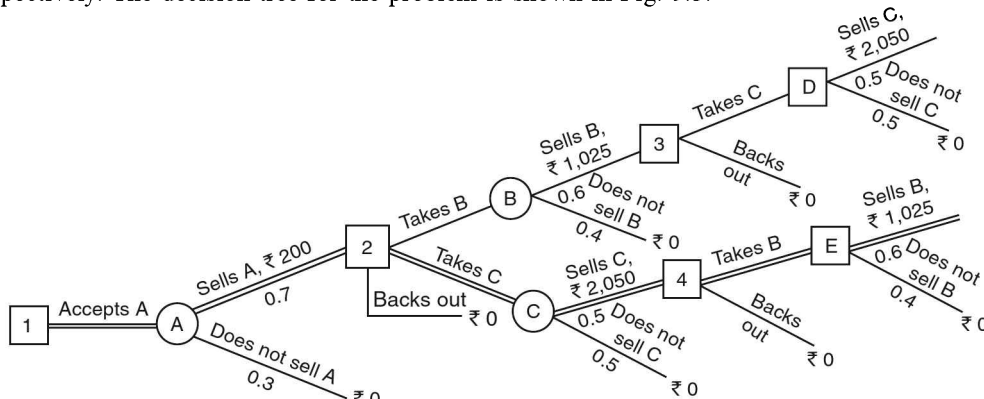 pectively. The decision tree for the problem is shown in Fig. 9.3.
Sells C,
₹ 2,050
0.5
Does not
sell C
0.5
₹ 0
D
Takes C
3
Backs
out
₹ 0
Sells B,
₹ 1,025
0.6
Does not
sell B
0.4
₹ 0
B
Takes B
2
Sells A, ₹ 200
0.7
Takes C
Backs out
₹ 0
Sells C,
₹ 2,050
0.5
Does not
sell C
0.5
₹ 0
C
4
Takes B
Backs
out
₹ 0
E
Sells B,
₹ 1,025
0.6
Does not
sell B
0.4
₹ 0
1
Accepts A
A
Does not sell A
0.3
₹ 0